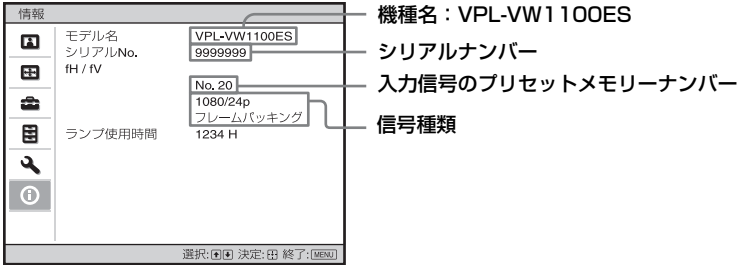 情報
モデル名 VPL-VW1100ES
シリアルNo. 9999999
fH / fV
No. 20
1080/24p
フレームパッキング
ランプ使用時間 1234 H
選択: 決定: 終了: MENU
機種名：VPL-VW1100ES
シリアルナンバー
入力信号のプリセットメモリーナンバー
信号種類